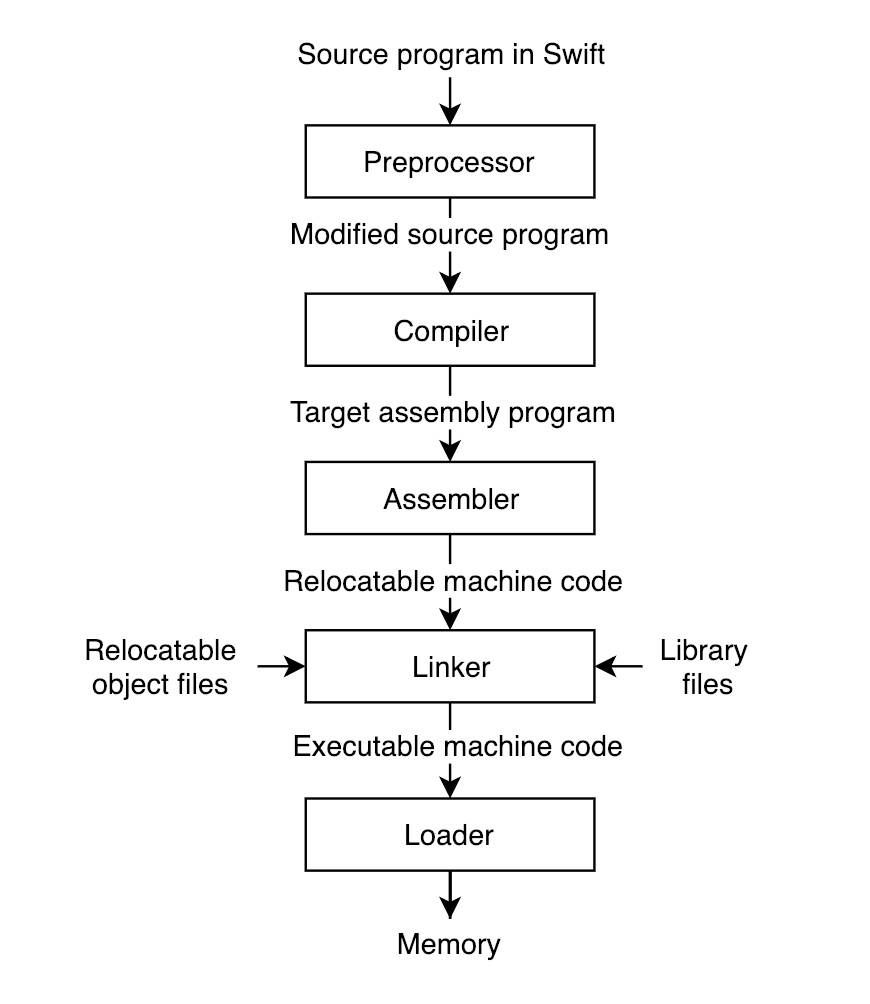 Source program in Swift
Preprocessor
Modified source program
Compiler
Target assembly program
Assembler
Relocatable machine code
Relocatable
object files
Linker
Library
files
Executable machine code
Loader
Memory